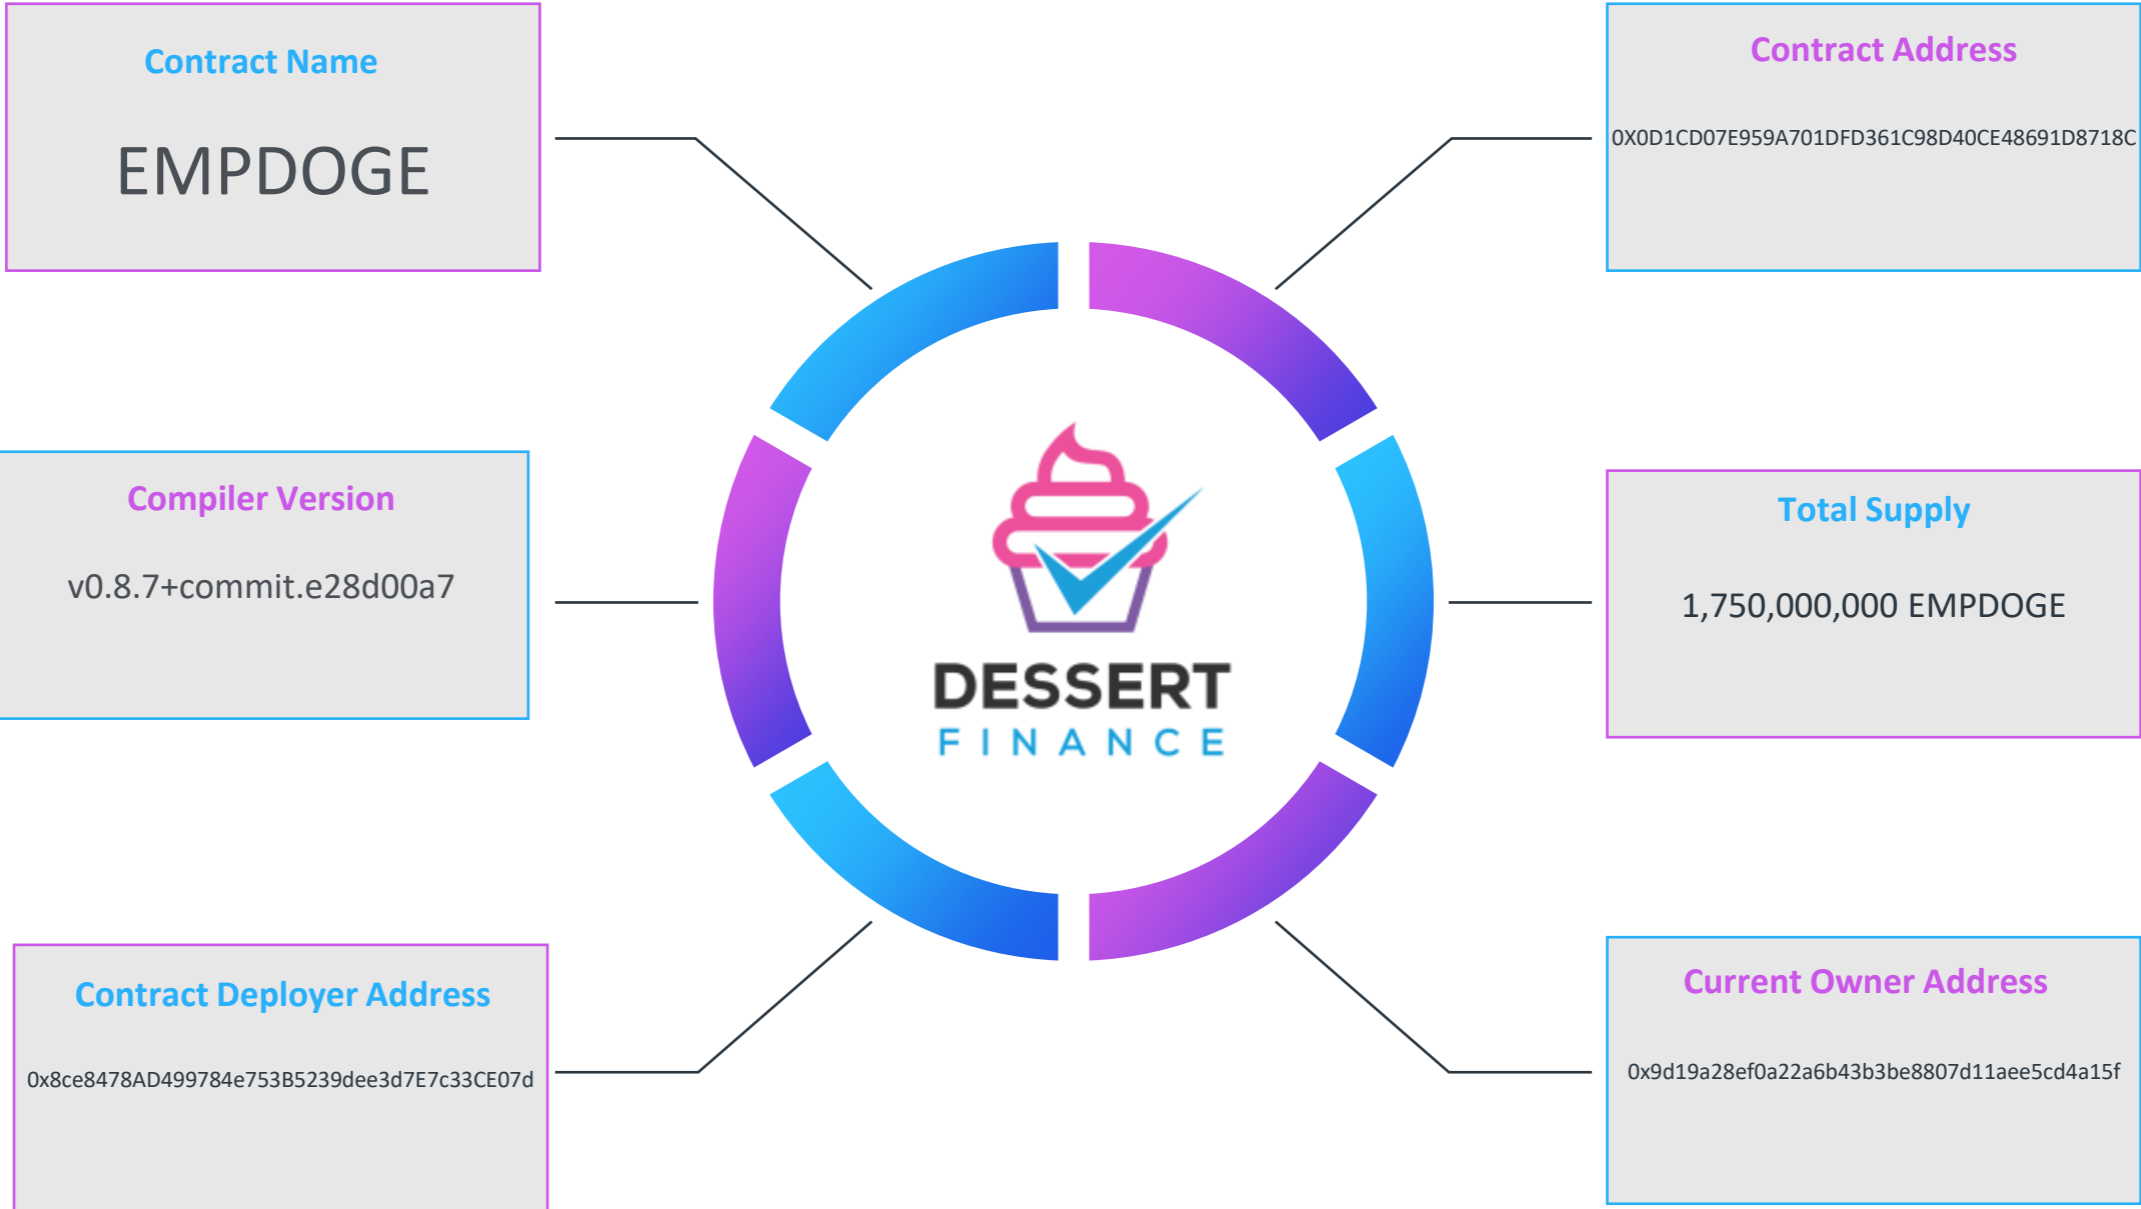 Contract Name
EMPDOGE
Contract Address
0X0D1CD07E959A701DFD361C98D40CE48691D8718C
Compiler Version
v0.8.7+commit.e28d00a7
DESSERT
FINANCE
Total Supply
1,750,000,000 EMPDOGE
Contract Deployer Address
0x8ce8478AD499784e753B5239dee3d7E7c33CE07d
Current Owner Address
0x9d19a28ef0a22a6b43b3be8807d11aee5cd4a15f